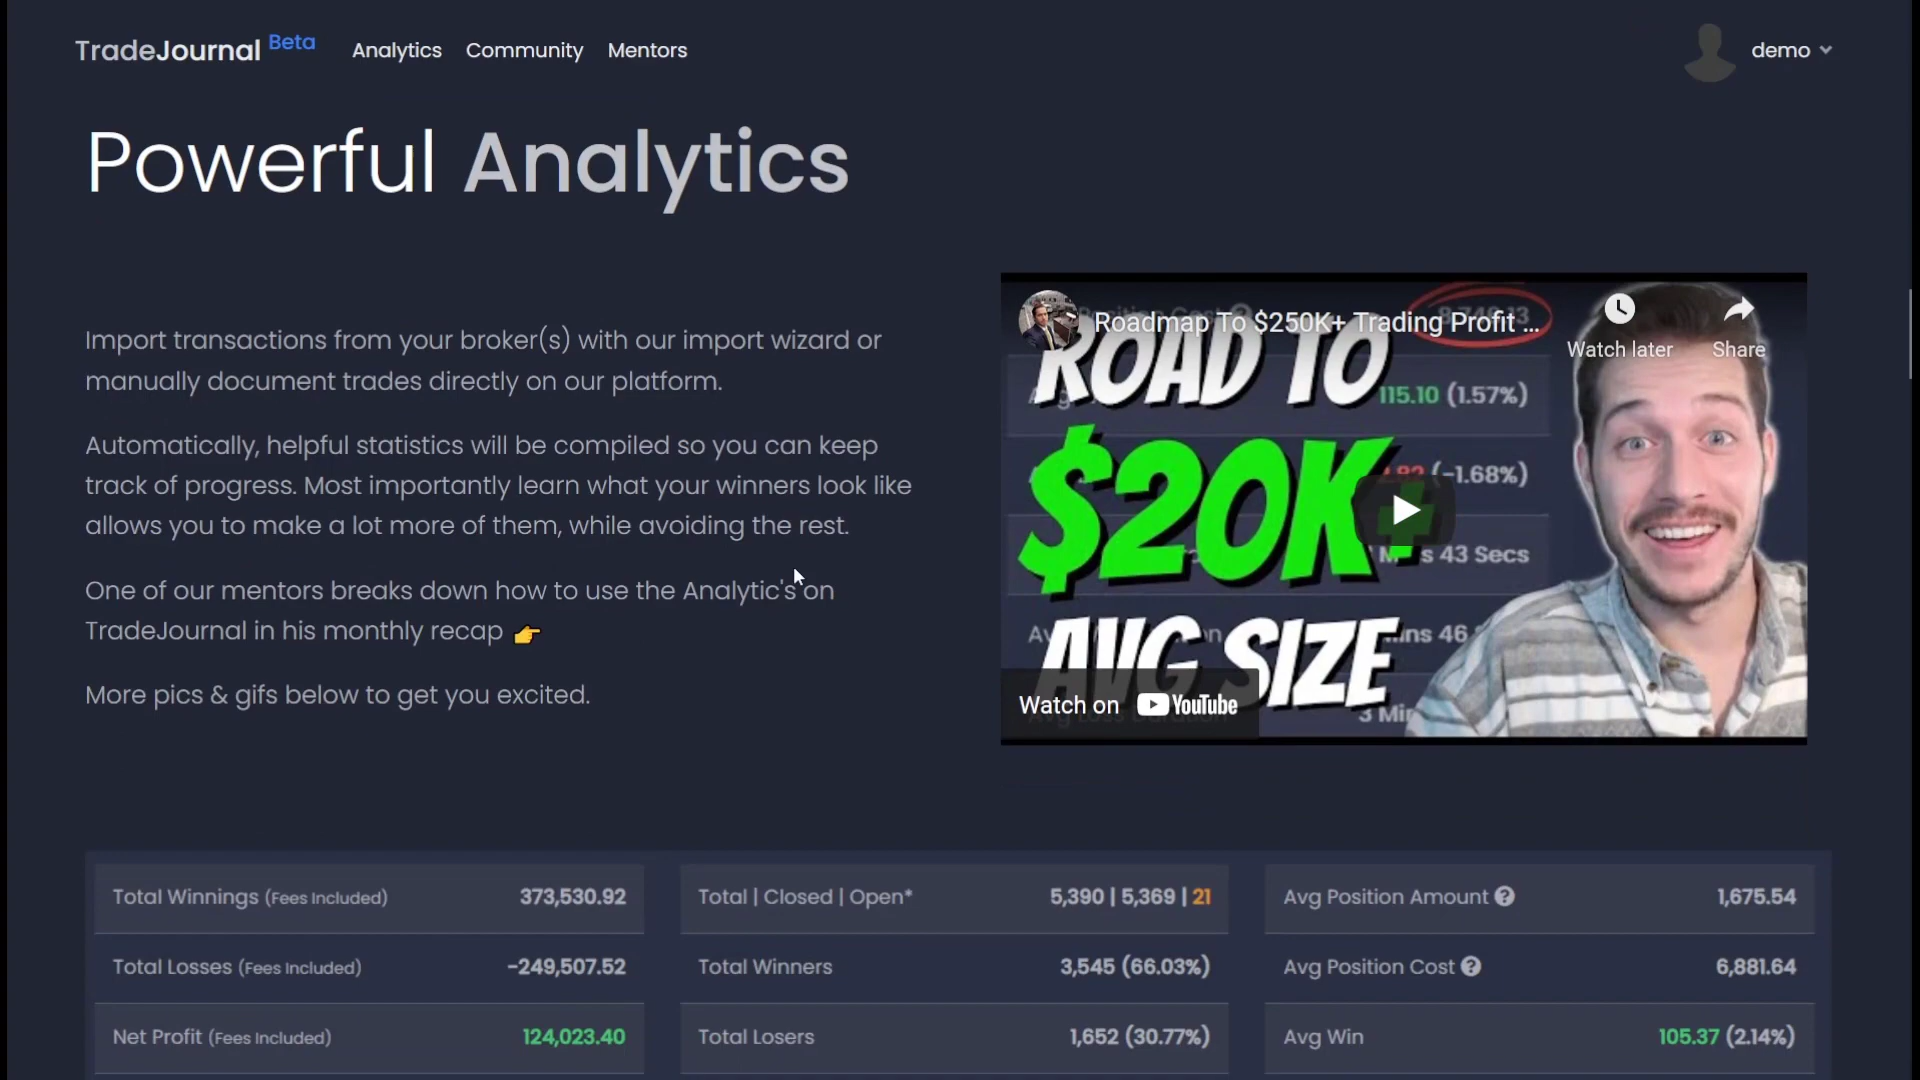 TradeJournal Beta Analytics Community Mentors demo
Powerful Analytics
Import transactions from your broker(s) with our import wizard or
manually document trades directly on our platform.
Automatically, helpful statistics will be compiled so you can keep
track of progress. Most importantly learn what your winners look like
allows you to make a lot more of them, while avoiding the rest.
One of our mentors breaks down how to use the Analytic's on
TradeJournal in his monthly recap 👉
More pics & gifs below to get you excited.
Roadmap To $250K+ Trading Profit ...
Watch later Share
ROAD TO
115.10 (1.57%)
$20K+
(-1.68%)
43 Secs
AVG SIZE
46
3
Watch on YouTube
Total Winnings (Fees Included) 373,530.92
Total Losses (Fees Included) -249,507.52
Net Profit (Fees Included) 124,023.40
Total | Closed | Open* 5,390 | 5,369 | 21
Total Winners 3,545 (66.03%)
Total Losers 1,652 (30.77%)
Avg Position Amount ? 1,675.54
Avg Position Cost ? 6,881.64
Avg Win 105.37 (2.14%)